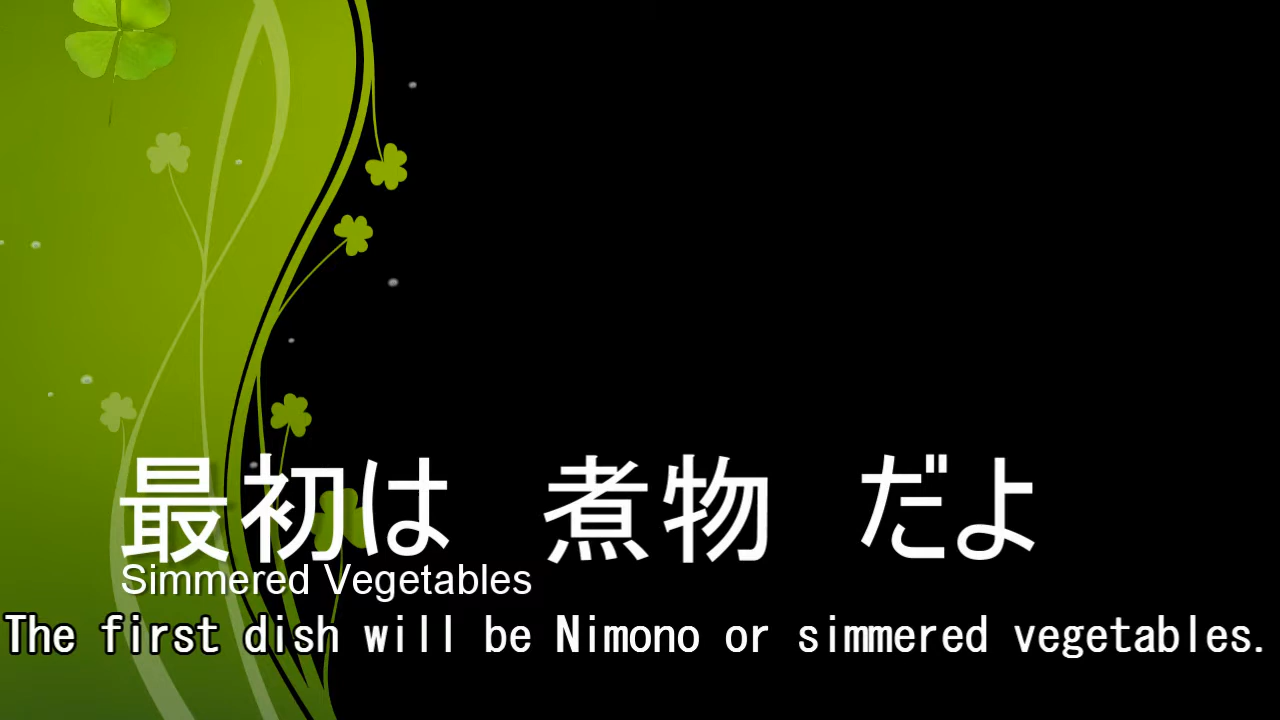 最初は 煮物 だよ
Simmered Vegetables
The first dish will be Nimono or simmered vegetables.